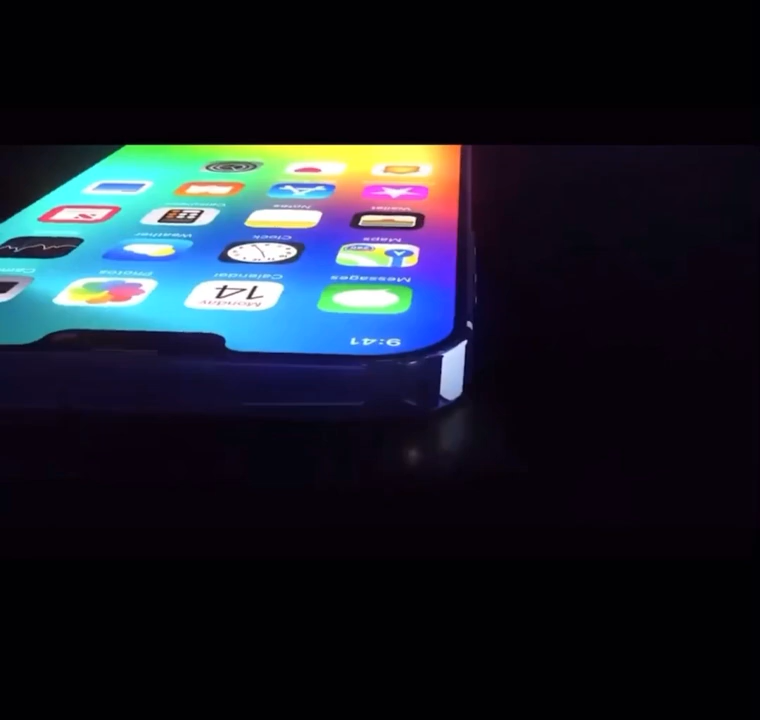 9:41
Monday
14
Messages Calendar Photos
Maps Clock Weather
Wallet Notes